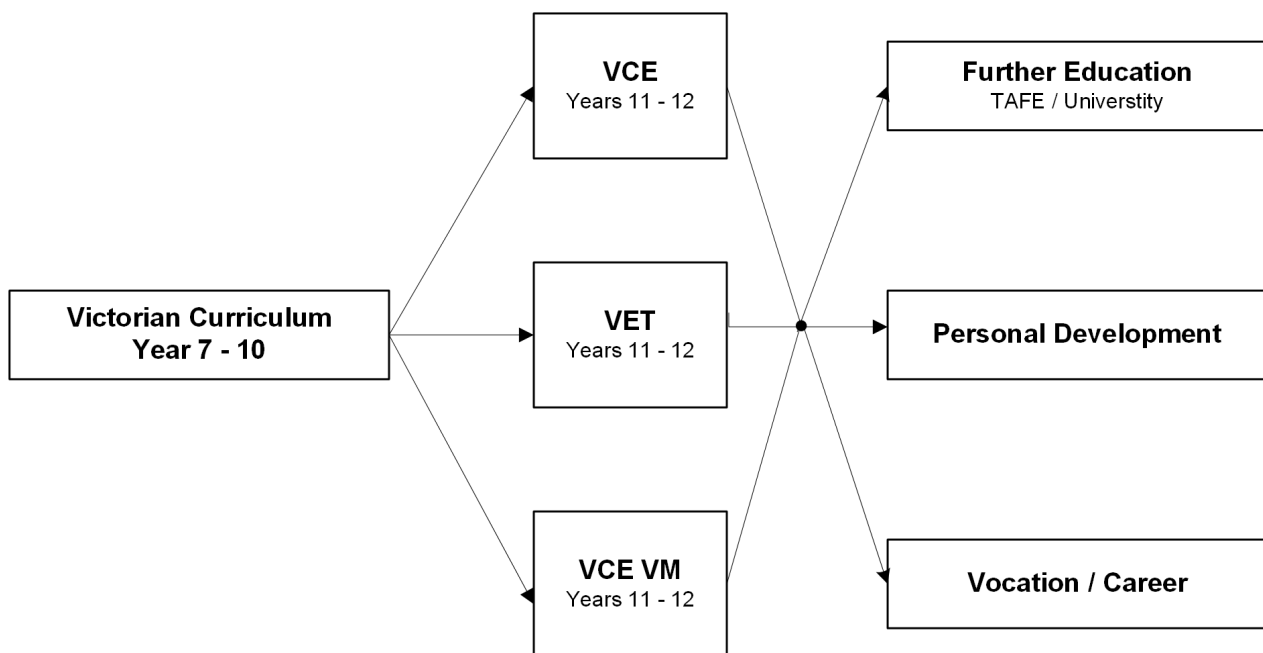 Victorian Curriculum
Year 7 - 10
VCE
Years 11 - 12
VET
Years 11 - 12
VCE VM
Years 11 - 12
Further Education
TAFE / Universtity
Personal Development
Vocation / Career